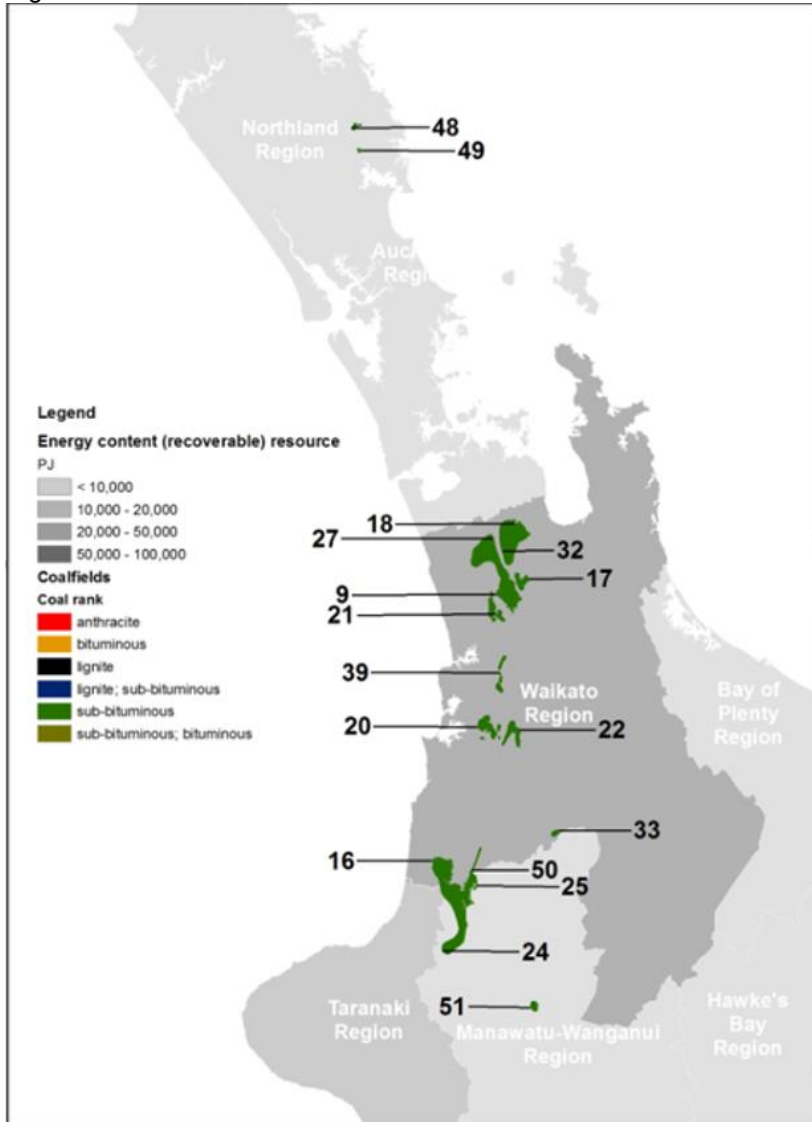 48
Northland
Region
49
Region
Legend
Energy content (recoverable) resource
PJ
< 10,000
10,000 - 20,000
20,000 - 50,000
50,000 - 100,000
Coalfields
Coal rank
anthracite
bituminous
lignite
lignite; sub-bituminous
sub-bituminous
sub-bituminous; bituminous
18
27
32
17
9
21
39
Waikato
Region
Bay of
Plenty
Region
20
22
33
16
50
25
24
51
Taranaki
Region
Manawatu-Wanganui
Region
Hawke's
Bay
Region